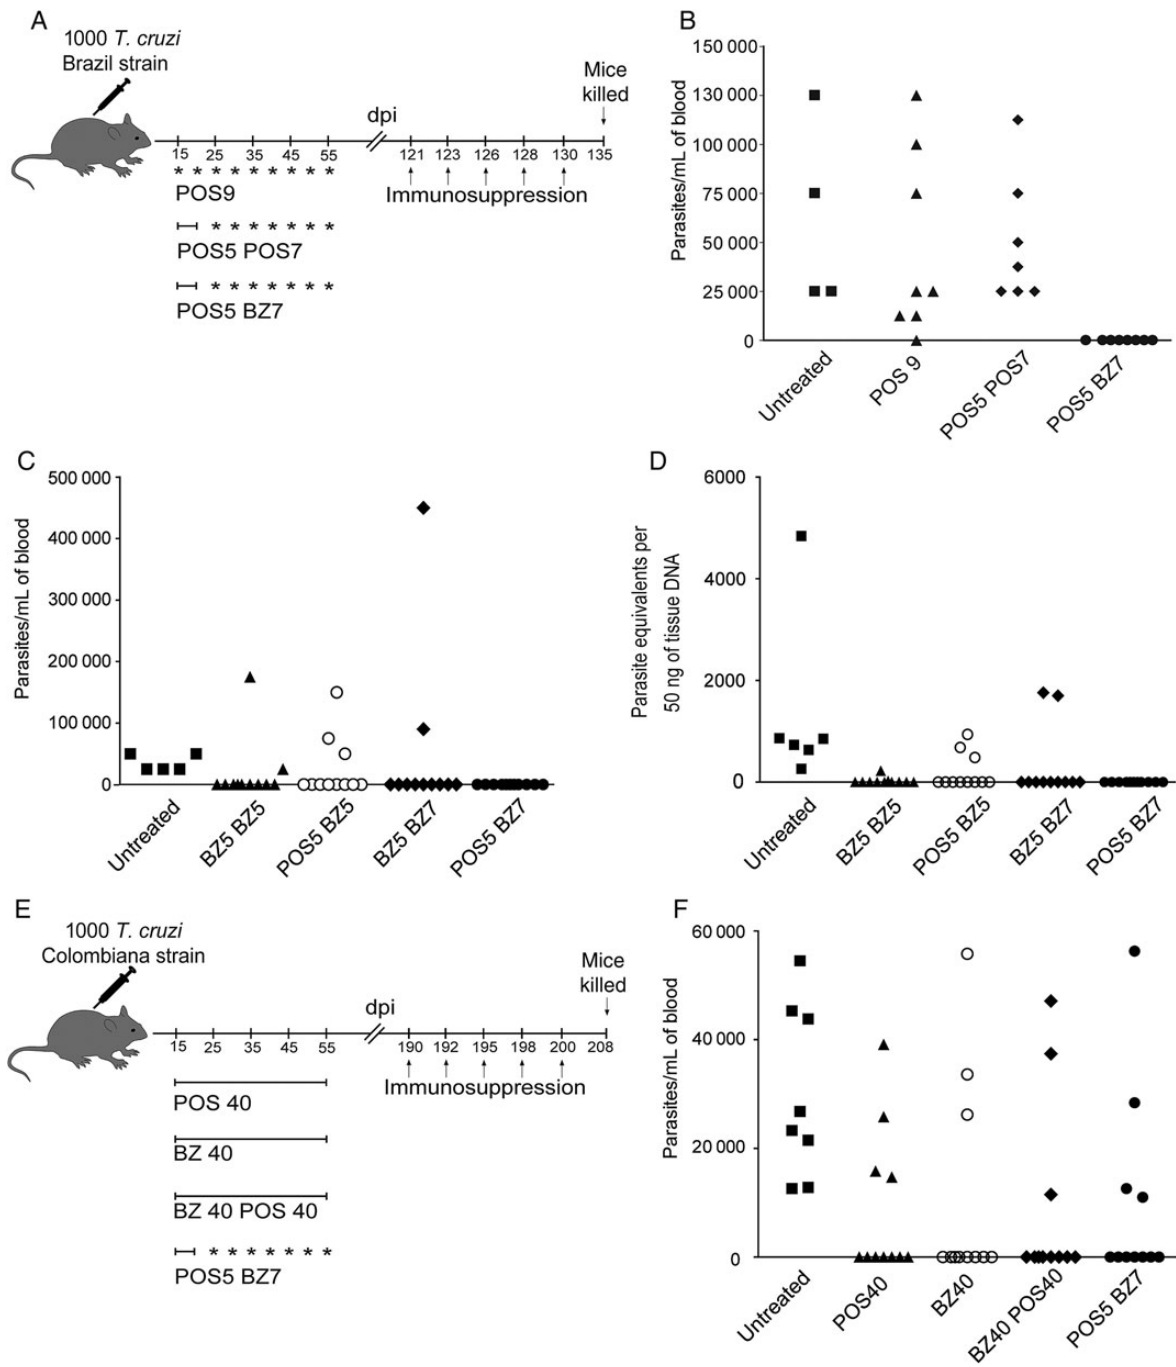 A
1000 T. cruzi
Brazil strain
Mice
killed
dpi
15 25 35 45 55 121 123 126 128 130 135
* * * * * * * * *
Immunosuppression
POS9
* * * * * * *
POS5 POS7
* * * * * * *
POS5 BZ7
B
Parasites/mL of blood
150 000
130 000
100 000
75 000
50 000
25 000
0
Untreated
POS 9
POS5 POS7
POS5 BZ7
C
Parasites/mL of blood
500 000
400 000
300 000
200 000
100 000
0
Untreated
BZ5 BZ5
POS5 BZ5
BZ5 BZ7
POS5 BZ7
D
Parasite equivalents per
50 ng of tissue DNA
6000
4000
2000
0
Untreated
BZ5 BZ5
POS5 BZ5
BZ5 BZ7
POS5 BZ7
E
1000 T. cruzi
Colombiana strain
Mice
killed
dpi
15 25 35 45 55 190 192 195 198 200 208
Immunosuppression
POS 40
BZ 40
BZ 40 POS 40
* * * * * * *
POS5 BZ7
F
Parasites/mL of blood
60 000
40 000
20 000
0
Untreated
POS40
BZ40
BZ40 POS40
POS5 BZ7